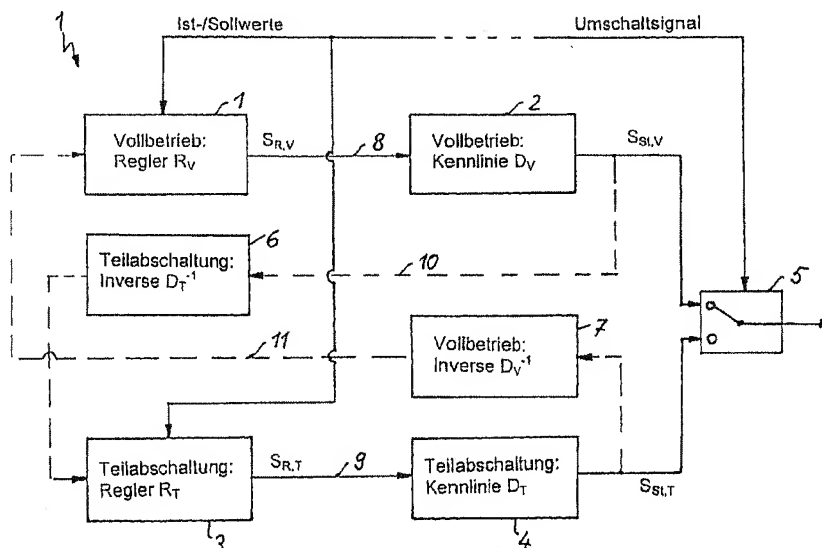 1
Ist-/Sollwerte
Umschaltsignal
1
2
Vollbetrieb:
Regler R_V
S_R,V
8
Vollbetrieb:
Kennlinie D_V
S_St,V
6
Teilabschaltung:
Inverse D_T^-1
10
5
7
11
Vollbetrieb:
Inverse D_V^-1
Teilabschaltung:
Regler R_T
S_R,T
9
Teilabschaltung:
Kennlinie D_T
S_St,T
3
4